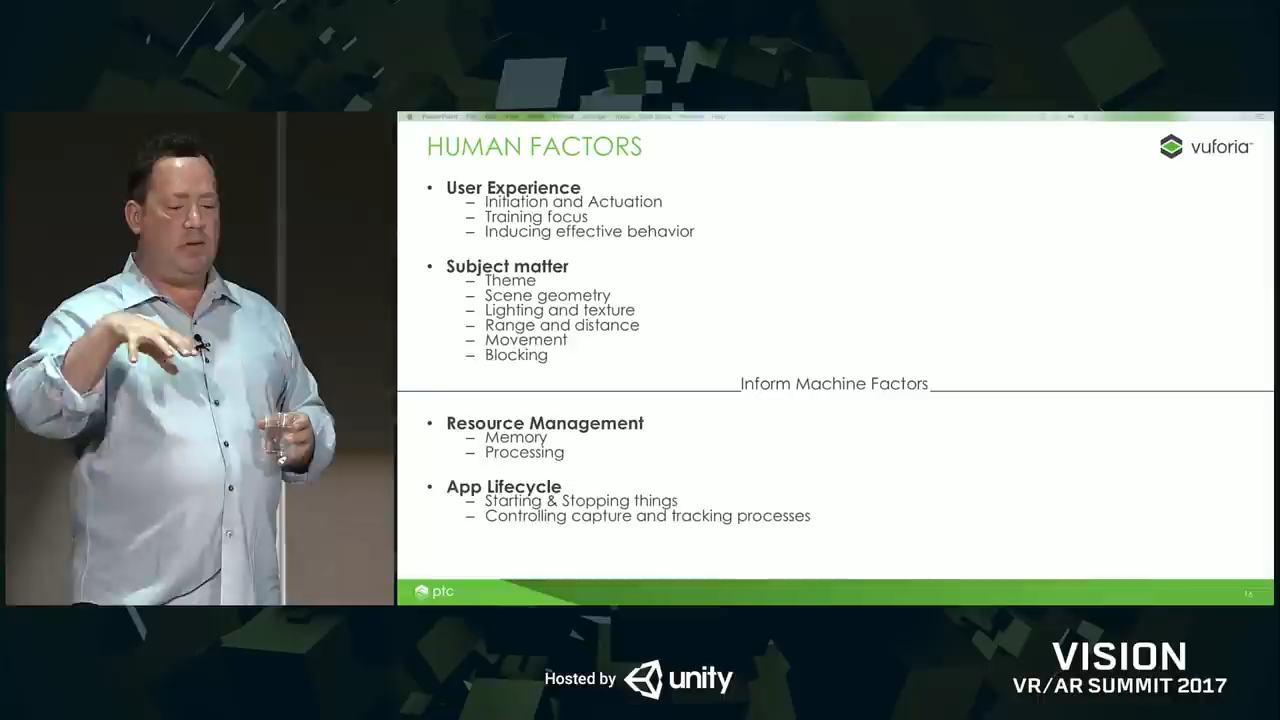 HUMAN FACTORS
vuforia
• User Experience
– Initiation and Actuation
– Training focus
– Inducing effective behavior
• Subject matter
– Theme
– Scene geometry
– Lighting and texture
– Range and distance
– Movement
– Blocking
Inform Machine Factors
• Resource Management
– Memory
– Processing
• App Lifecycle
– Starting & Stopping things
– Controlling capture and tracking processes
ptc
16
Hosted by unity
VISION
VR/AR SUMMIT 2017